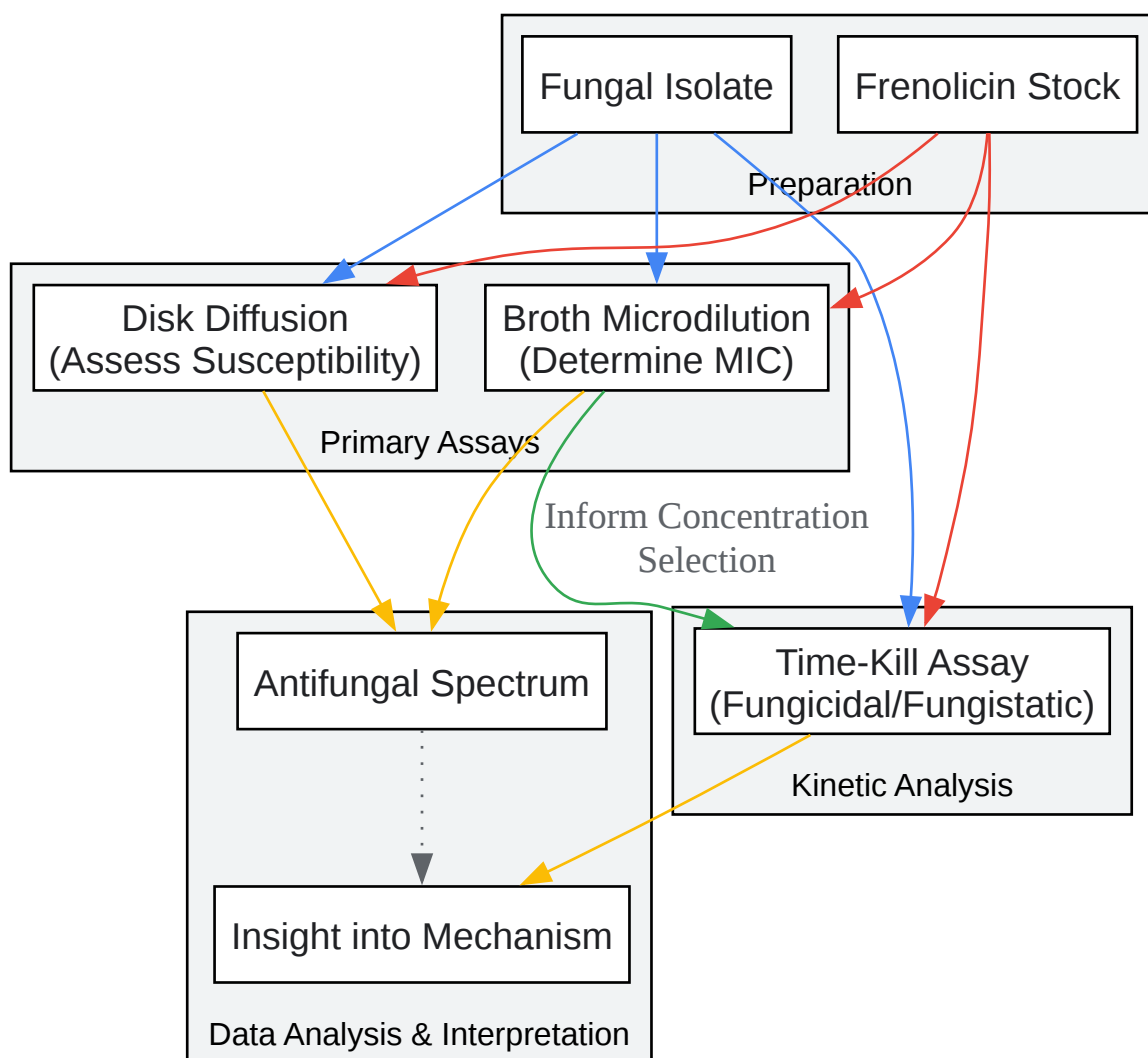 Fungal Isolate
Frenolicin Stock
Preparation
Disk Diffusion
(Assess Susceptibility)
Broth Microdilution
(Determine MIC)
Primary Assays
Inform Concentration
Selection
Antifungal Spectrum
Time-Kill Assay
(Fungicidal/Fungistatic)
Kinetic Analysis
Insight into Mechanism
Data Analysis & Interpretation